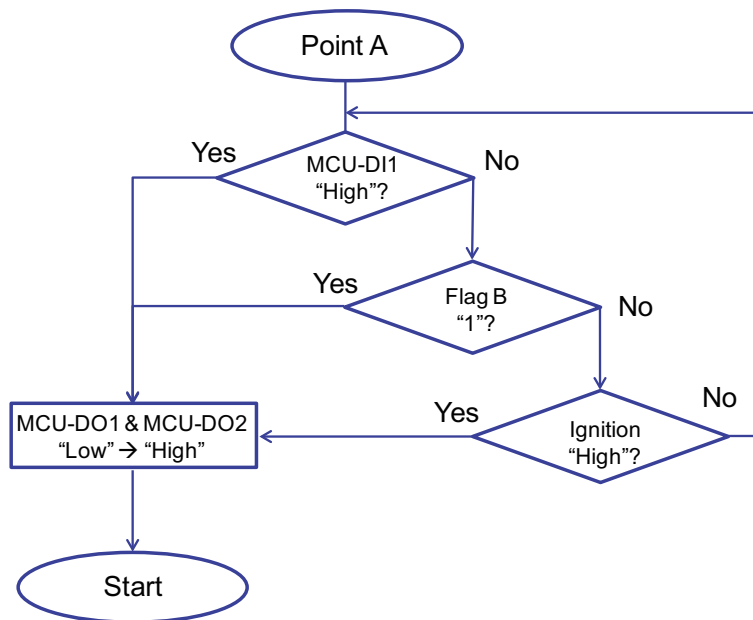 Point A
Yes
MCU-DI1
“High”?
No
Yes
Flag B
“1”?
No
MCU-DO1 & MCU-DO2
“Low” → “High”
Yes
Ignition
“High”?
No
Start